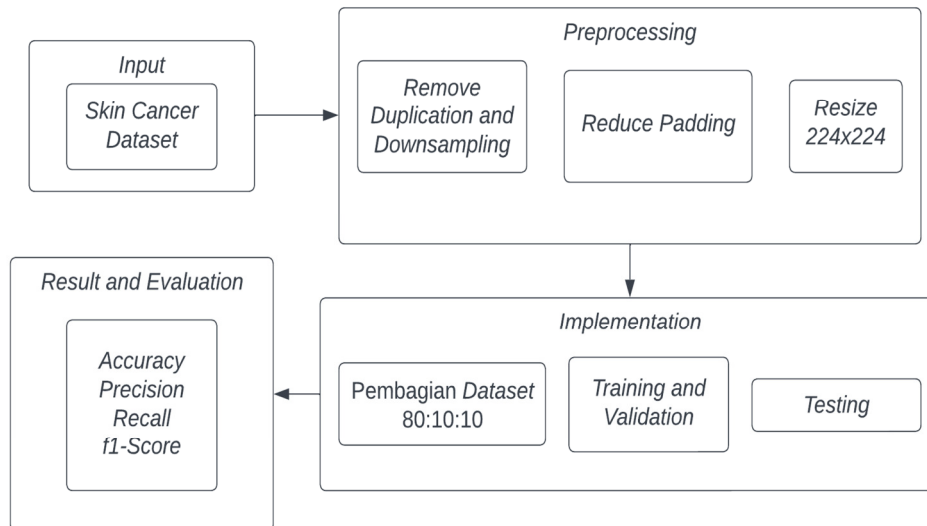 Input
Skin Cancer
Dataset
Preprocessing
Remove
Duplication and
Downsampling
Reduce Padding
Resize
224x224
Implementation
Pembagian Dataset
80:10:10
Training and
Validation
Testing
Result and Evaluation
Accuracy
Precision
Recall
f1-Score